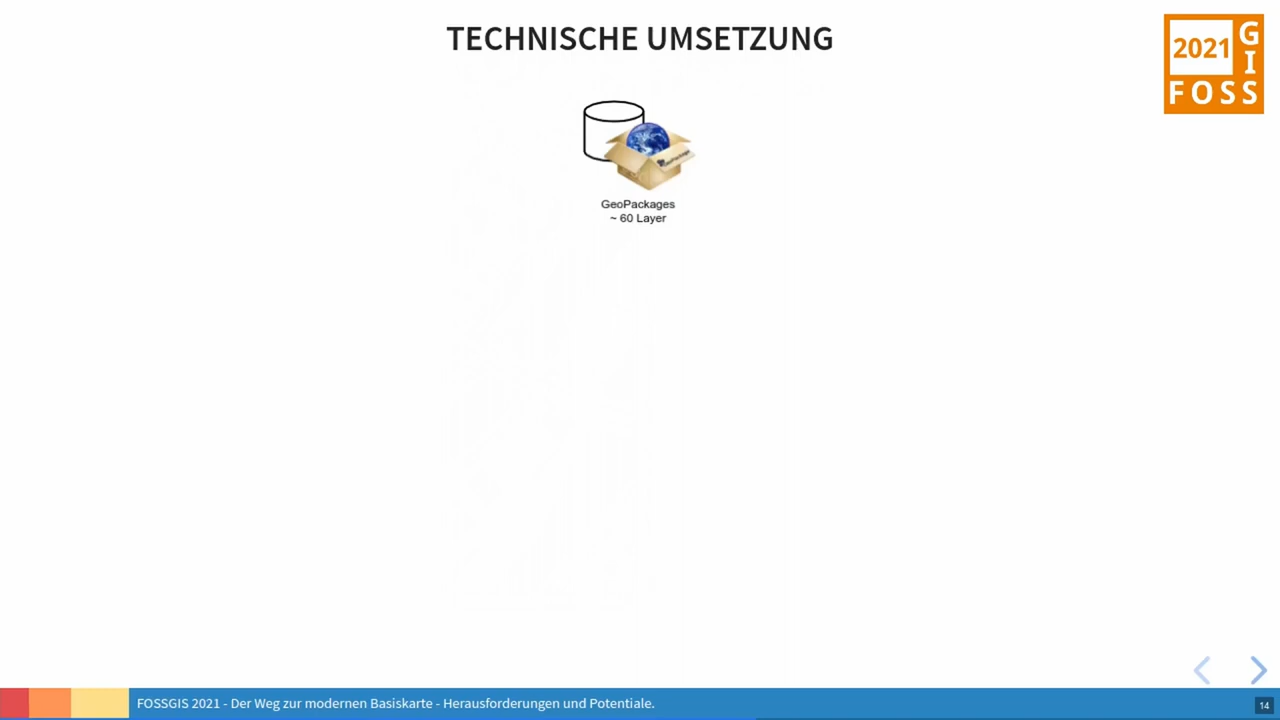 TECHNISCHE UMSETZUNG
2021
G
I
FOSS
GeoPackages
~ 60 Layer
FOSSGIS 2021 - Der Weg zur modernen Basiskarte - Herausforderungen und Potentiale.
14